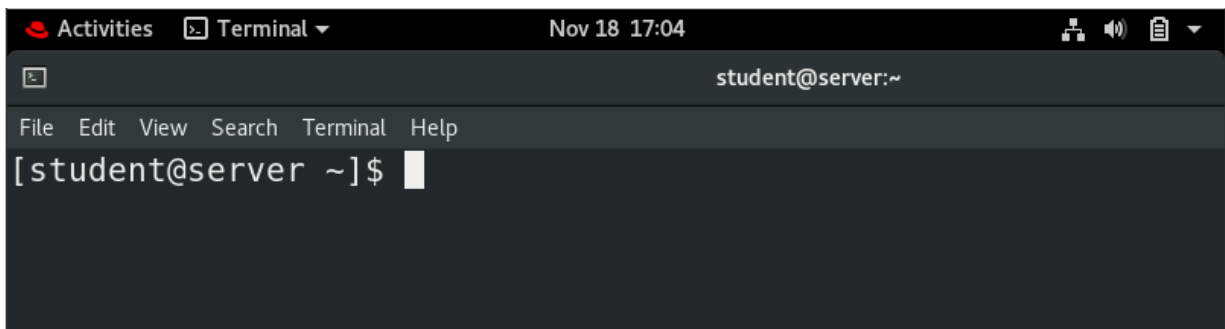 Activities Terminal Nov 18 17:04
student@server:~
File Edit View Search Terminal Help
[student@server ~]$